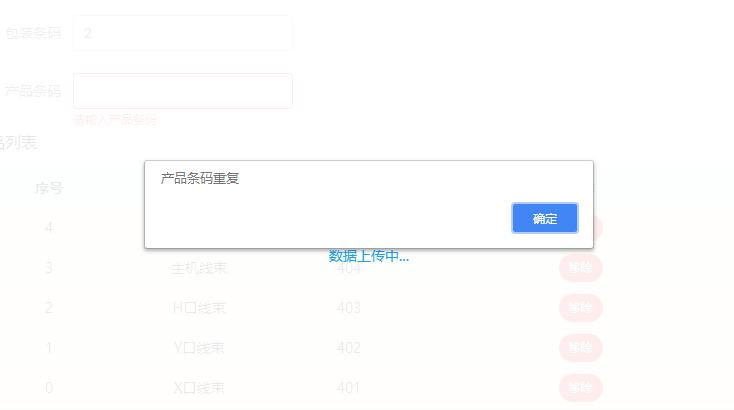 包装条码 2
产品条码
请输入产品条码
品列表
序号
产品条码重复
确定
4
数据上传中...
3 主机线束 404 移除
2 H口线束 403 移除
1 Y口线束 402 移除
0 X口线束 401 移除